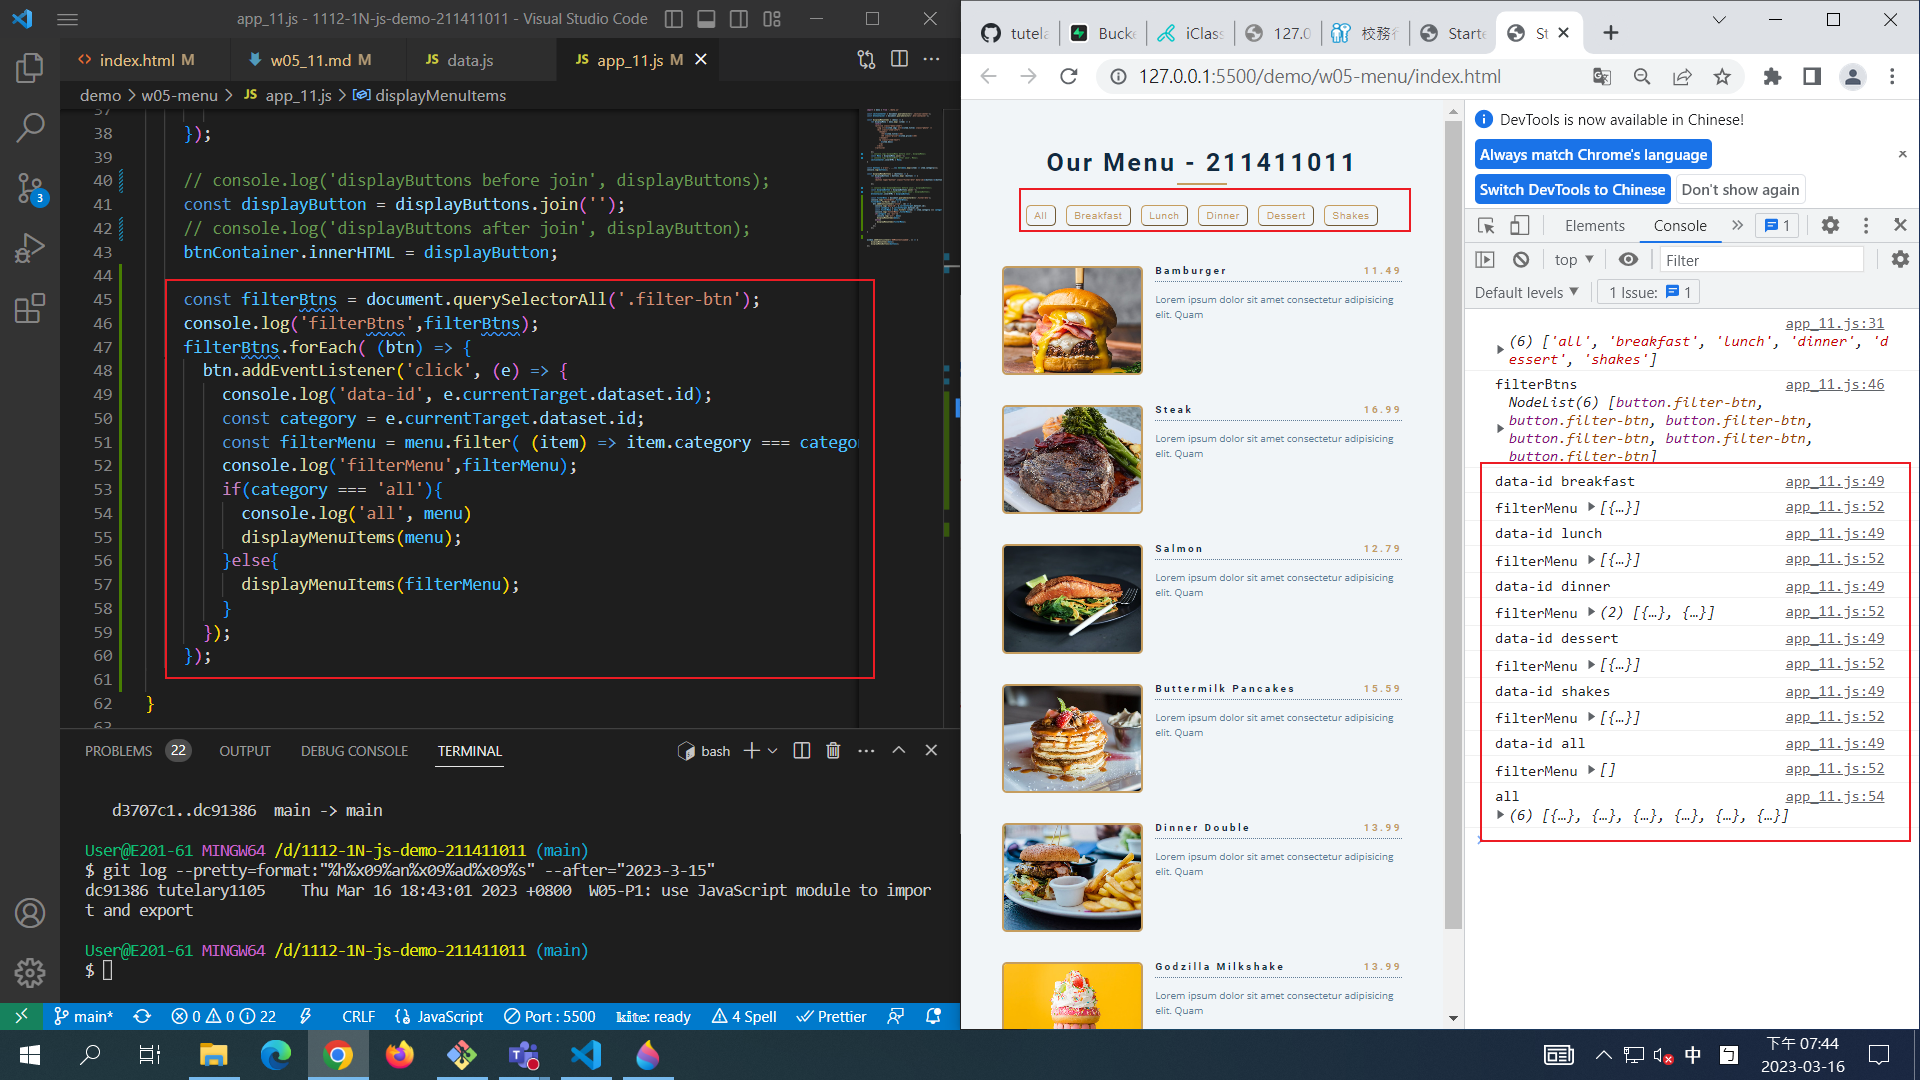 app_11.js - 1112-1N-js-demo-211411011 - Visual Studio Code
index.html M
w05_11.md M
JS data.js
JS app_11.js M
demo > w05-menu > JS app_11.js > displayMenuItems
38 });
39
40 // console.log('displayButtons before join', displayButtons);
41 const displayButton = displayButtons.join('');
42 // console.log('displayButtons after join', displayButton);
43 btnContainer.innerHTML = displayButton;
44
45 const filterBtns = document.querySelectorAll('.filter-btn');
46 console.log('filterBtns',filterBtns);
47 filterBtns.forEach( (btn) => {
48 btn.addEventListener('click', (e) => {
49 console.log('data-id', e.currentTarget.dataset.id);
50 const category = e.currentTarget.dataset.id;
51 const filterMenu = menu.filter( (item) => item.category === catego
52 console.log('filterMenu',filterMenu);
53 if(category === 'all'){
54 console.log('all', menu)
55 displayMenuItems(menu);
56 }else{
57 displayMenuItems(filterMenu);
58 }
59 });
60 });
61
62 }
63
3
PROBLEMS 22 OUTPUT DEBUG CONSOLE TERMINAL bash
d3707c1..dc91386 main -> main
User@E201-61 MINGW64 /d/1112-1N-js-demo-211411011 (main)
$ git log --pretty=format:"%h%x09%an%x09%ad%x09%s" --after="2023-3-15"
dc91386 tutelary1105 Thu Mar 16 18:43:01 2023 +0800 W05-P1: use JavaScript module to impor
t and export
User@E201-61 MINGW64 /d/1112-1N-js-demo-211411011 (main)
$
main* 0 0 22 CRLF JavaScript Port : 5500 kite: ready 4 Spell Prettier
tutela
Bucke
iClass
127.0
校務行
Starte
St
127.0.0.1:5500/demo/w05-menu/index.html
Our Menu - 211411011
All Breakfast Lunch Dinner Dessert Shakes
Bamburger 11.49
Lorem ipsum dolor sit amet consectetur adipisicing
elit. Quam
Steak 16.99
Lorem ipsum dolor sit amet consectetur adipisicing
elit. Quam
Salmon 12.79
Lorem ipsum dolor sit amet consectetur adipisicing
elit. Quam
Buttermilk Pancakes 15.59
Lorem ipsum dolor sit amet consectetur adipisicing
elit. Quam
Dinner Double 13.99
Lorem ipsum dolor sit amet consectetur adipisicing
elit. Quam
Godzilla Milkshake 13.99
Lorem ipsum dolor sit amet consectetur adipisicing
elit. Quam
DevTools is now available in Chinese!
Always match Chrome's language
Switch DevTools to Chinese Don't show again
Elements Console 1
top Filter
Default levels 1 Issue: 1
app_11.js:31
(6) ['all', 'breakfast', 'lunch', 'dinner', 'd
essert', 'shakes']
filterBtns app_11.js:46
NodeList(6) [button.filter-btn,
button.filter-btn, button.filter-btn,
button.filter-btn, button.filter-btn,
button.filter-btn]
data-id breakfast app_11.js:49
filterMenu [{…}] app_11.js:52
data-id lunch app_11.js:49
filterMenu [{…}] app_11.js:52
data-id dinner app_11.js:49
filterMenu (2) [{…}, {…}] app_11.js:52
data-id dessert app_11.js:49
filterMenu [{…}] app_11.js:52
data-id shakes app_11.js:49
filterMenu [{…}] app_11.js:52
data-id all app_11.js:49
filterMenu [] app_11.js:52
all app_11.js:54
(6) [{…}, {…}, {…}, {…}, {…}, {…}]
中 ㄅ
下午 07:44
2023-03-16